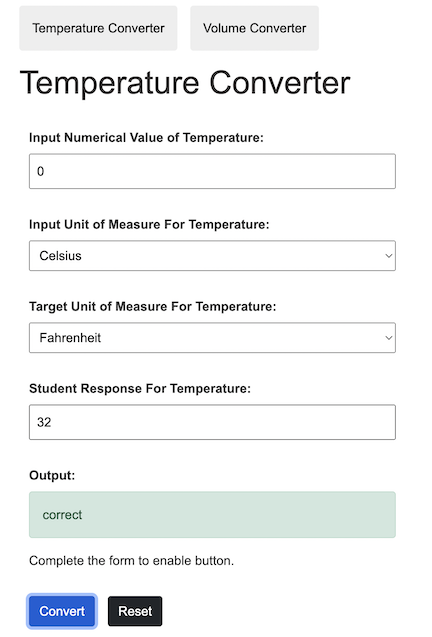 Temperature Converter
Volume Converter
Temperature Converter
Input Numerical Value of Temperature:
0
Input Unit of Measure For Temperature:
Celsius
Target Unit of Measure For Temperature:
Fahrenheit
Student Response For Temperature:
32
Output:
correct
Complete the form to enable button.
Convert
Reset